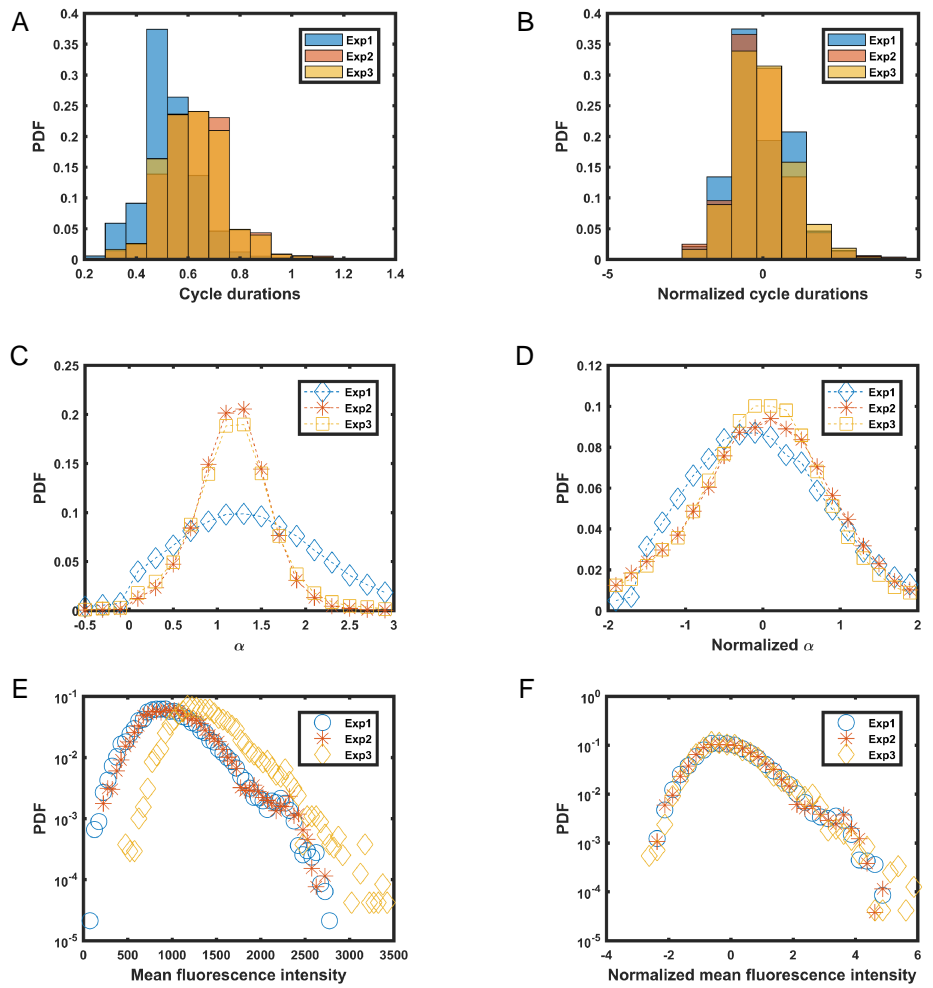 A
PDF
0.4
0.35
0.3
0.25
0.2
0.15
0.1
0.05
0
0.2 0.4 0.6 0.8 1 1.2 1.4
Cycle durations
Exp1
Exp2
Exp3
B
PDF
0.4
0.35
0.3
0.25
0.2
0.15
0.1
0.05
0
-5 0 5
Normalized cycle durations
Exp1
Exp2
Exp3
C
PDF
0.25
0.2
0.15
0.1
0.05
0
-0.5 0 0.5 1 1.5 2 2.5 3
α
Exp1
Exp2
Exp3
D
PDF
0.12
0.1
0.08
0.06
0.04
0.02
0
-2 -1 0 1 2
Normalized α
Exp1
Exp2
Exp3
E
PDF
10-1
10-2
10-3
10-4
10-5
0 500 1000 1500 2000 2500 3000 3500
Mean fluorescence intensity
Exp1
Exp2
Exp3
F
PDF
100
10-1
10-2
10-3
10-4
10-5
-4 -2 0 2 4 6
Normalized mean fluorescence intensity
Exp1
Exp2
Exp3